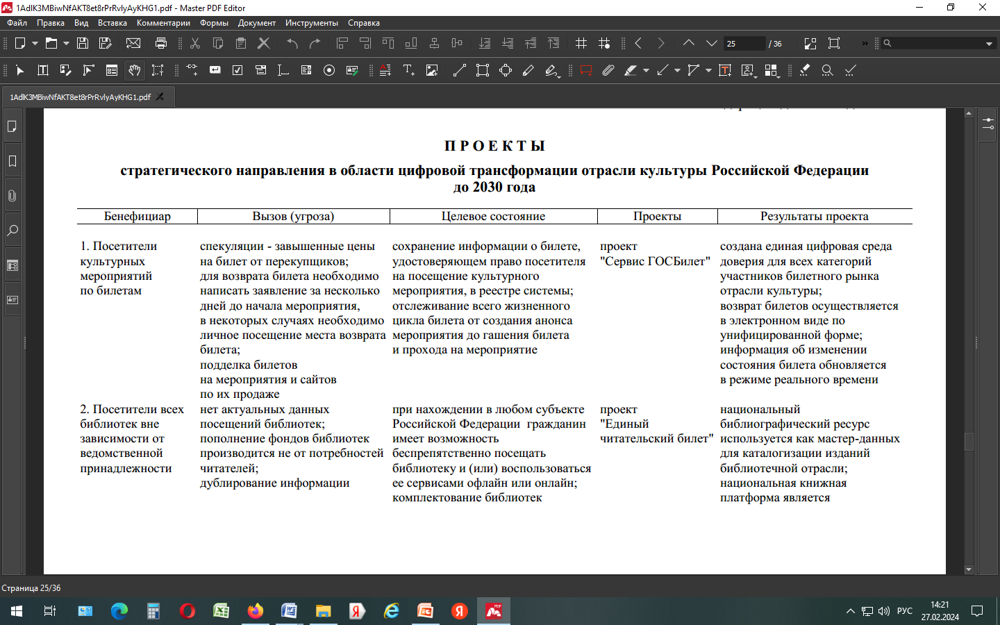 1AdlK3MBiwNfAKT8et8rPrRvlyAyKHG1.pdf - Master PDF Editor
Файл Правка Вид Вставка Комментарии Формы Документ Инструменты Справка
25 / 36
1AdlK3MBiwNfAKT8et8rPrRvlyAyKHG1.pdf
П Р О Е К Т Ы
стратегического направления в области цифровой трансформации отрасли культуры Российской Федерации
до 2030 года
Бенефициар Вызов (угроза) Целевое состояние Проекты Результаты проекта
1. Посетители
культурных
мероприятий
по билетам
спекуляции - завышенные цены
на билет от перекупщиков;
для возврата билета необходимо
написать заявление за несколько
дней до начала мероприятия,
в некоторых случаях необходимо
личное посещение места возврата
билета;
подделка билетов
на мероприятия и сайтов
по их продаже
сохранение информации о билете,
удостоверяющем право посетителя
на посещение культурного
мероприятия, в реестре системы;
отслеживание всего жизненного
цикла билета от создания анонса
мероприятия до гашения билета
и прохода на мероприятие
проект
"Сервис ГОСБилет"
создана единая цифровая среда
доверия для всех категорий
участников билетного рынка
отрасли культуры;
возврат билетов осуществляется
в электронном виде по
унифицированной форме;
информация об изменении
состояния билета обновляется
в режиме реального времени
2. Посетители всех
библиотек вне
зависимости от
ведомственной
принадлежности
нет актуальных данных
посещений библиотек;
пополнение фондов библиотек
производится не от потребностей
читателей;
дублирование информации
при нахождении в любом субъекте
Российской Федерации гражданин
имеет возможность
беспрепятственно посещать
библиотеку и (или) воспользоваться
ее сервисами офлайн или онлайн;
комплектование библиотек
проект
"Единый
читательский билет"
национальный
библиографический ресурс
используется как мастер-данных
для каталогизации изданий
библиотечной отрасли;
национальная книжная
платформа является
Страница 25/36
РУС
14:21
27.02.2024